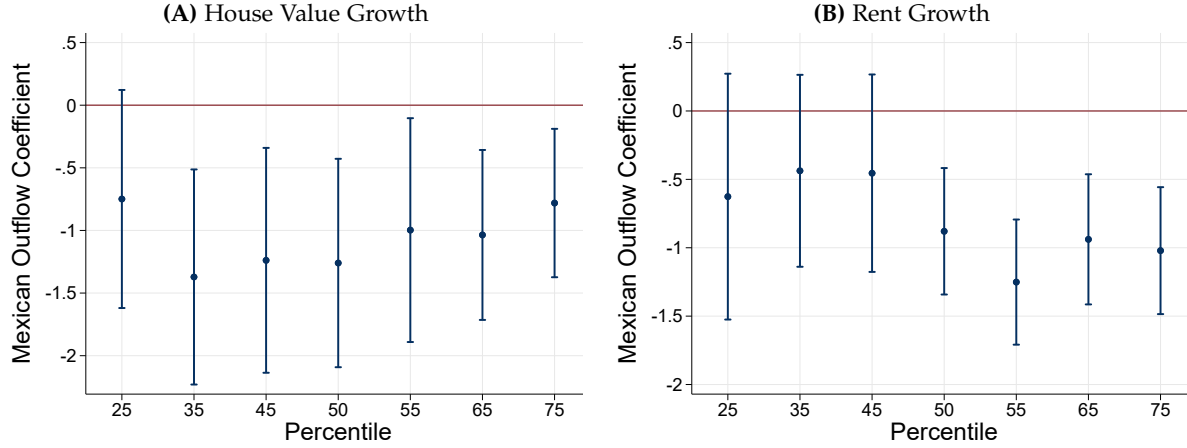 (A) House Value Growth
Mexican Outflow Coefficient
.5
0
-.5
-1
-1.5
-2
25 35 45 50 55 65 75
Percentile
(B) Rent Growth
Mexican Outflow Coefficient
.5
0
-.5
-1
-1.5
-2
25 35 45 50 55 65 75
Percentile